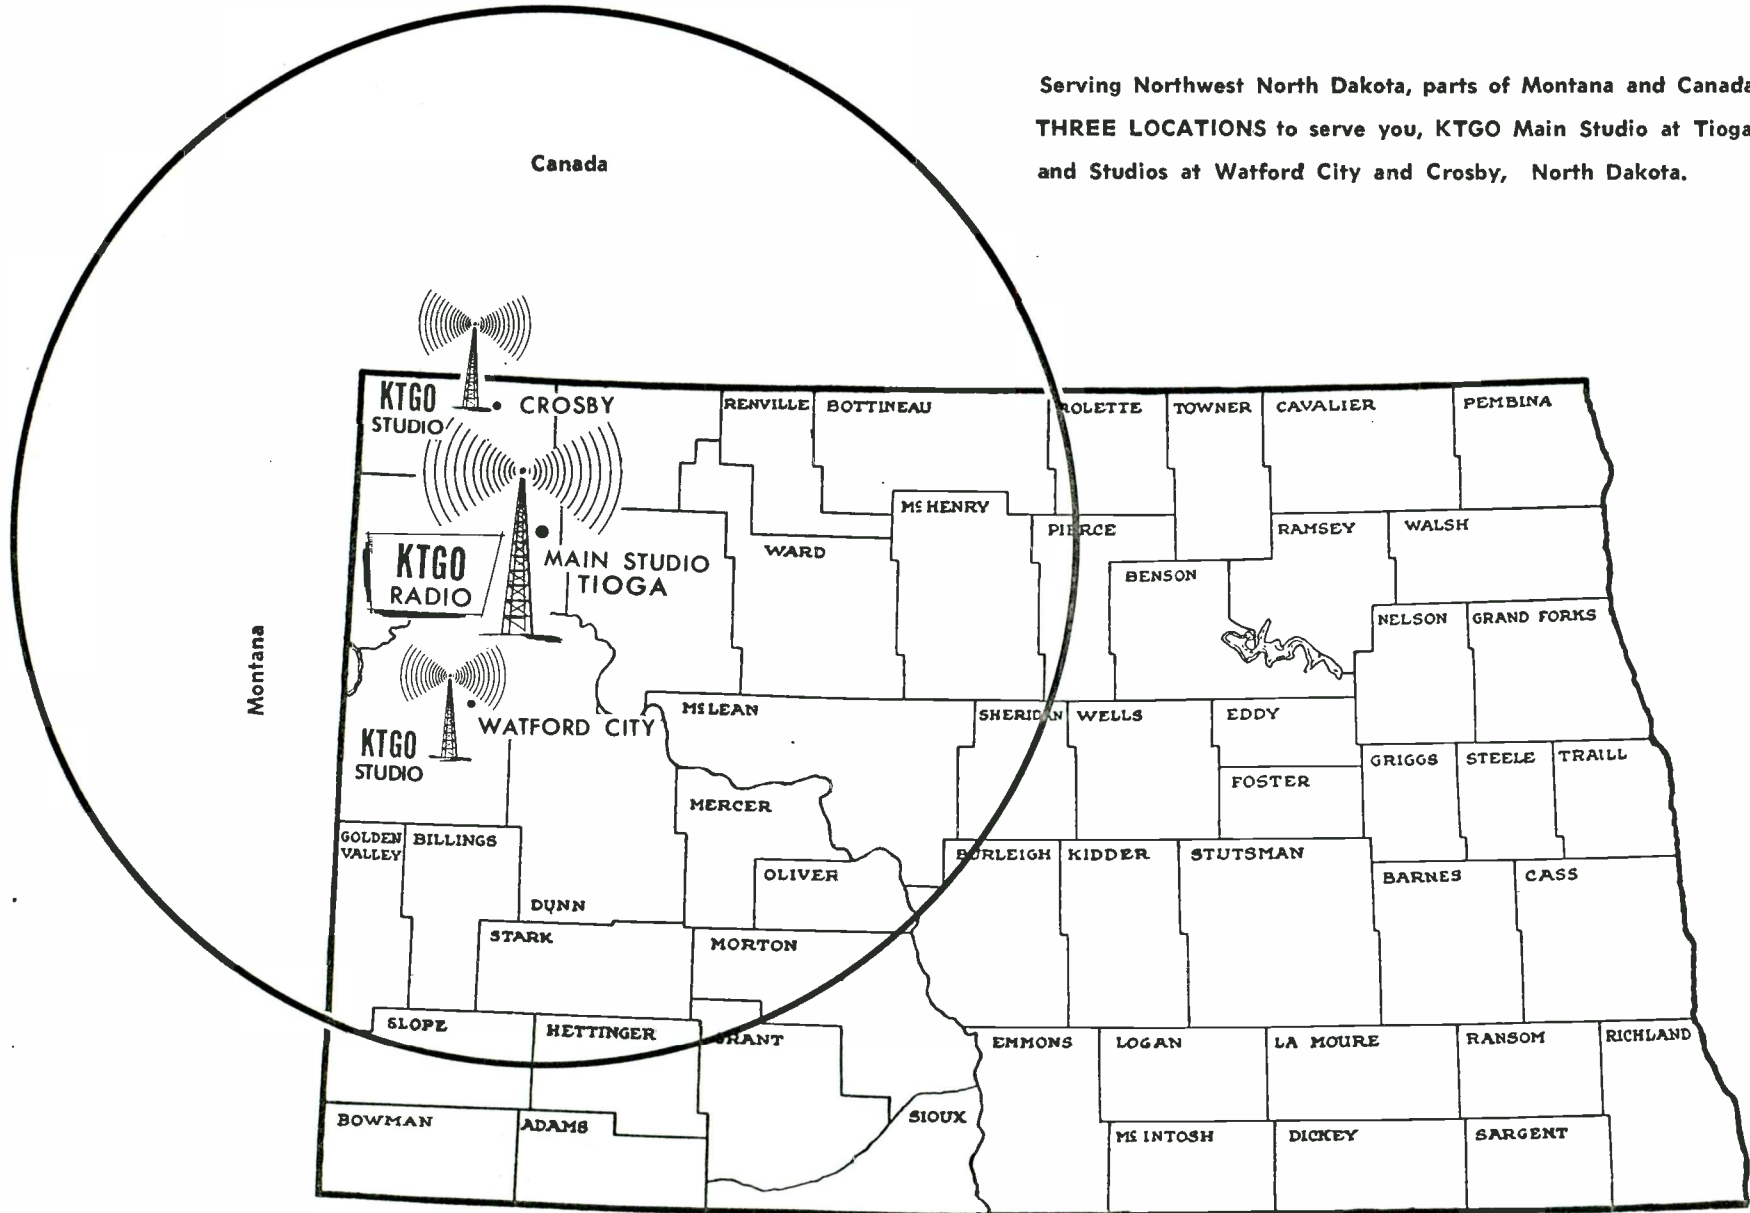 Serving Northwest North Dakota, parts of Montana and Canada
THREE LOCATIONS to serve you, KTGO Main Studio at Tioga
and Studios at Watford City and Crosby, North Dakota.
Canada
Montana
KTGO
STUDIO
CROSBY
KTGO
RADIO
MAIN STUDIO
TIOGA
KTGO
STUDIO
WATFORD CITY
RENVILLE
BOTTINEAU
ROLETTE
TOWNER
CAVALIER
PEMBINA
McHENRY
PIERCE
WARD
BENSON
RAMSEY
WALSH
NELSON
GRAND FORKS
McLEAN
SHERIDAN
WELLS
EDDY
FOSTER
GRIGGS
STEELE
TRAILL
MERCER
OLIVER
GOLDEN
VALLEY
BILLINGS
DUNN
STARK
MORTON
BURLEIGH
KIDDER
STUTSMAN
BARNES
CASS
SLOPE
HETTINGER
GRANT
EMMONS
LOGAN
LA MOURE
RANSOM
RICHLAND
BOWMAN
ADAMS
SIOUX
McINTOSH
DICKEY
SARGENT